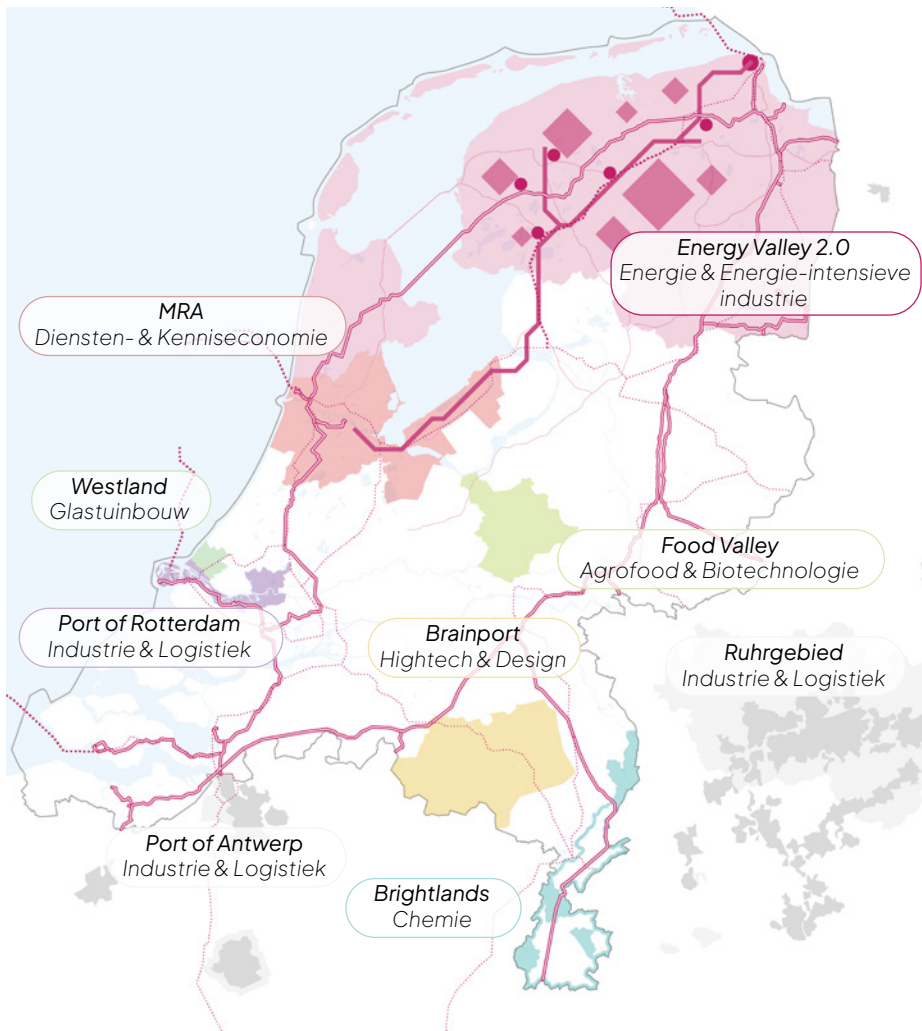 Energy Valley 2.0
Energie & Energie-intensieve
industrie
MRA
Diensten- & Kenniseconomie
Westland
Glastuinbouw
Food Valley
Agrofood & Biotechnologie
Port of Rotterdam
Industrie & Logistiek
Brainport
Hightech & Design
Ruhrgebied
Industrie & Logistiek
Port of Antwerp
Industrie & Logistiek
Brightlands
Chemie